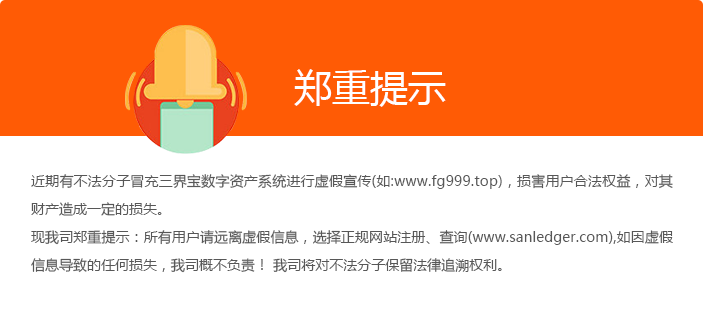 郑重提示
近期有不法分子冒充三界宝数字资产系统进行虚假宣传(如:www.fg999.top)，损害用户合法权益，对其
财产造成一定的损失。
现我司郑重提示：所有用户请远离虚假信息，选择正规网站注册、查询(www.sanledger.com),如因虚假
信息导致的任何损失，我司概不负责！ 我司将对不法分子保留法律追溯权利。